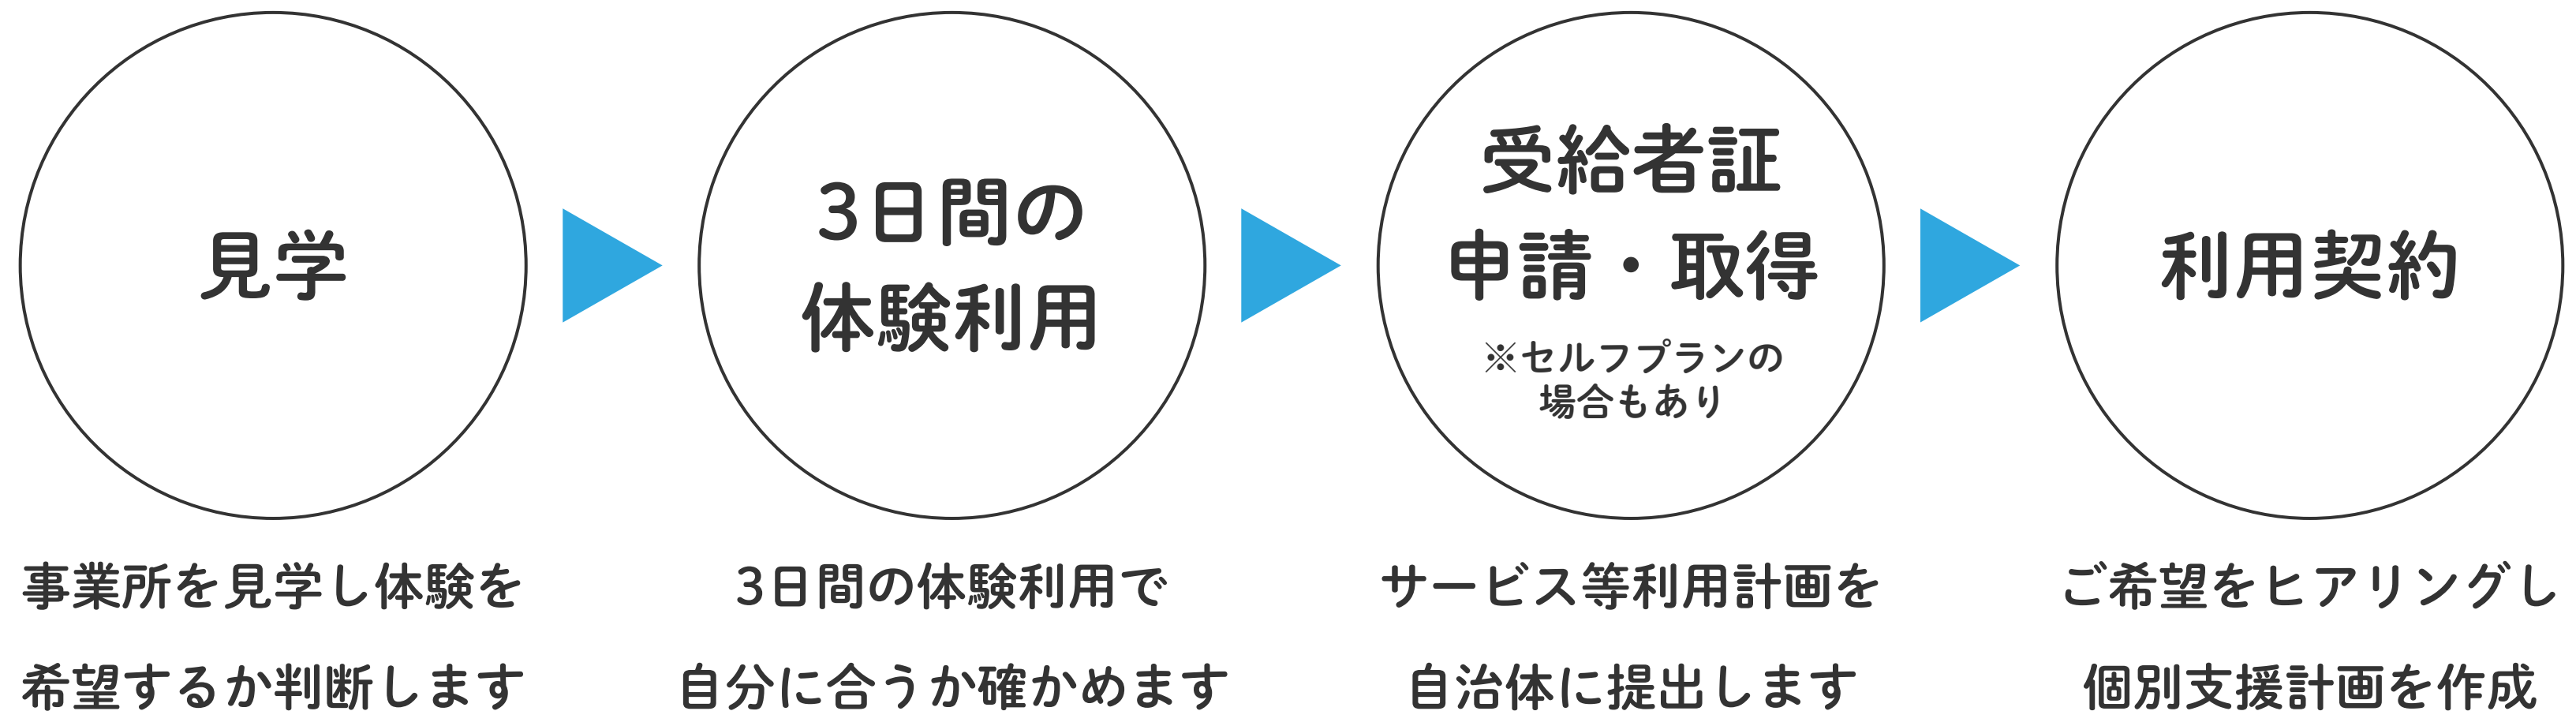 見学
事業所を見学し体験を
希望するか判断します
3日間の
体験利用
3日間の体験利用で
自分に合うか確かめます
受給者証
申請・取得
※セルフプランの
場合もあり
サービス等利用計画を
自治体に提出します
利用契約
ご希望をヒアリングし
個別支援計画を作成